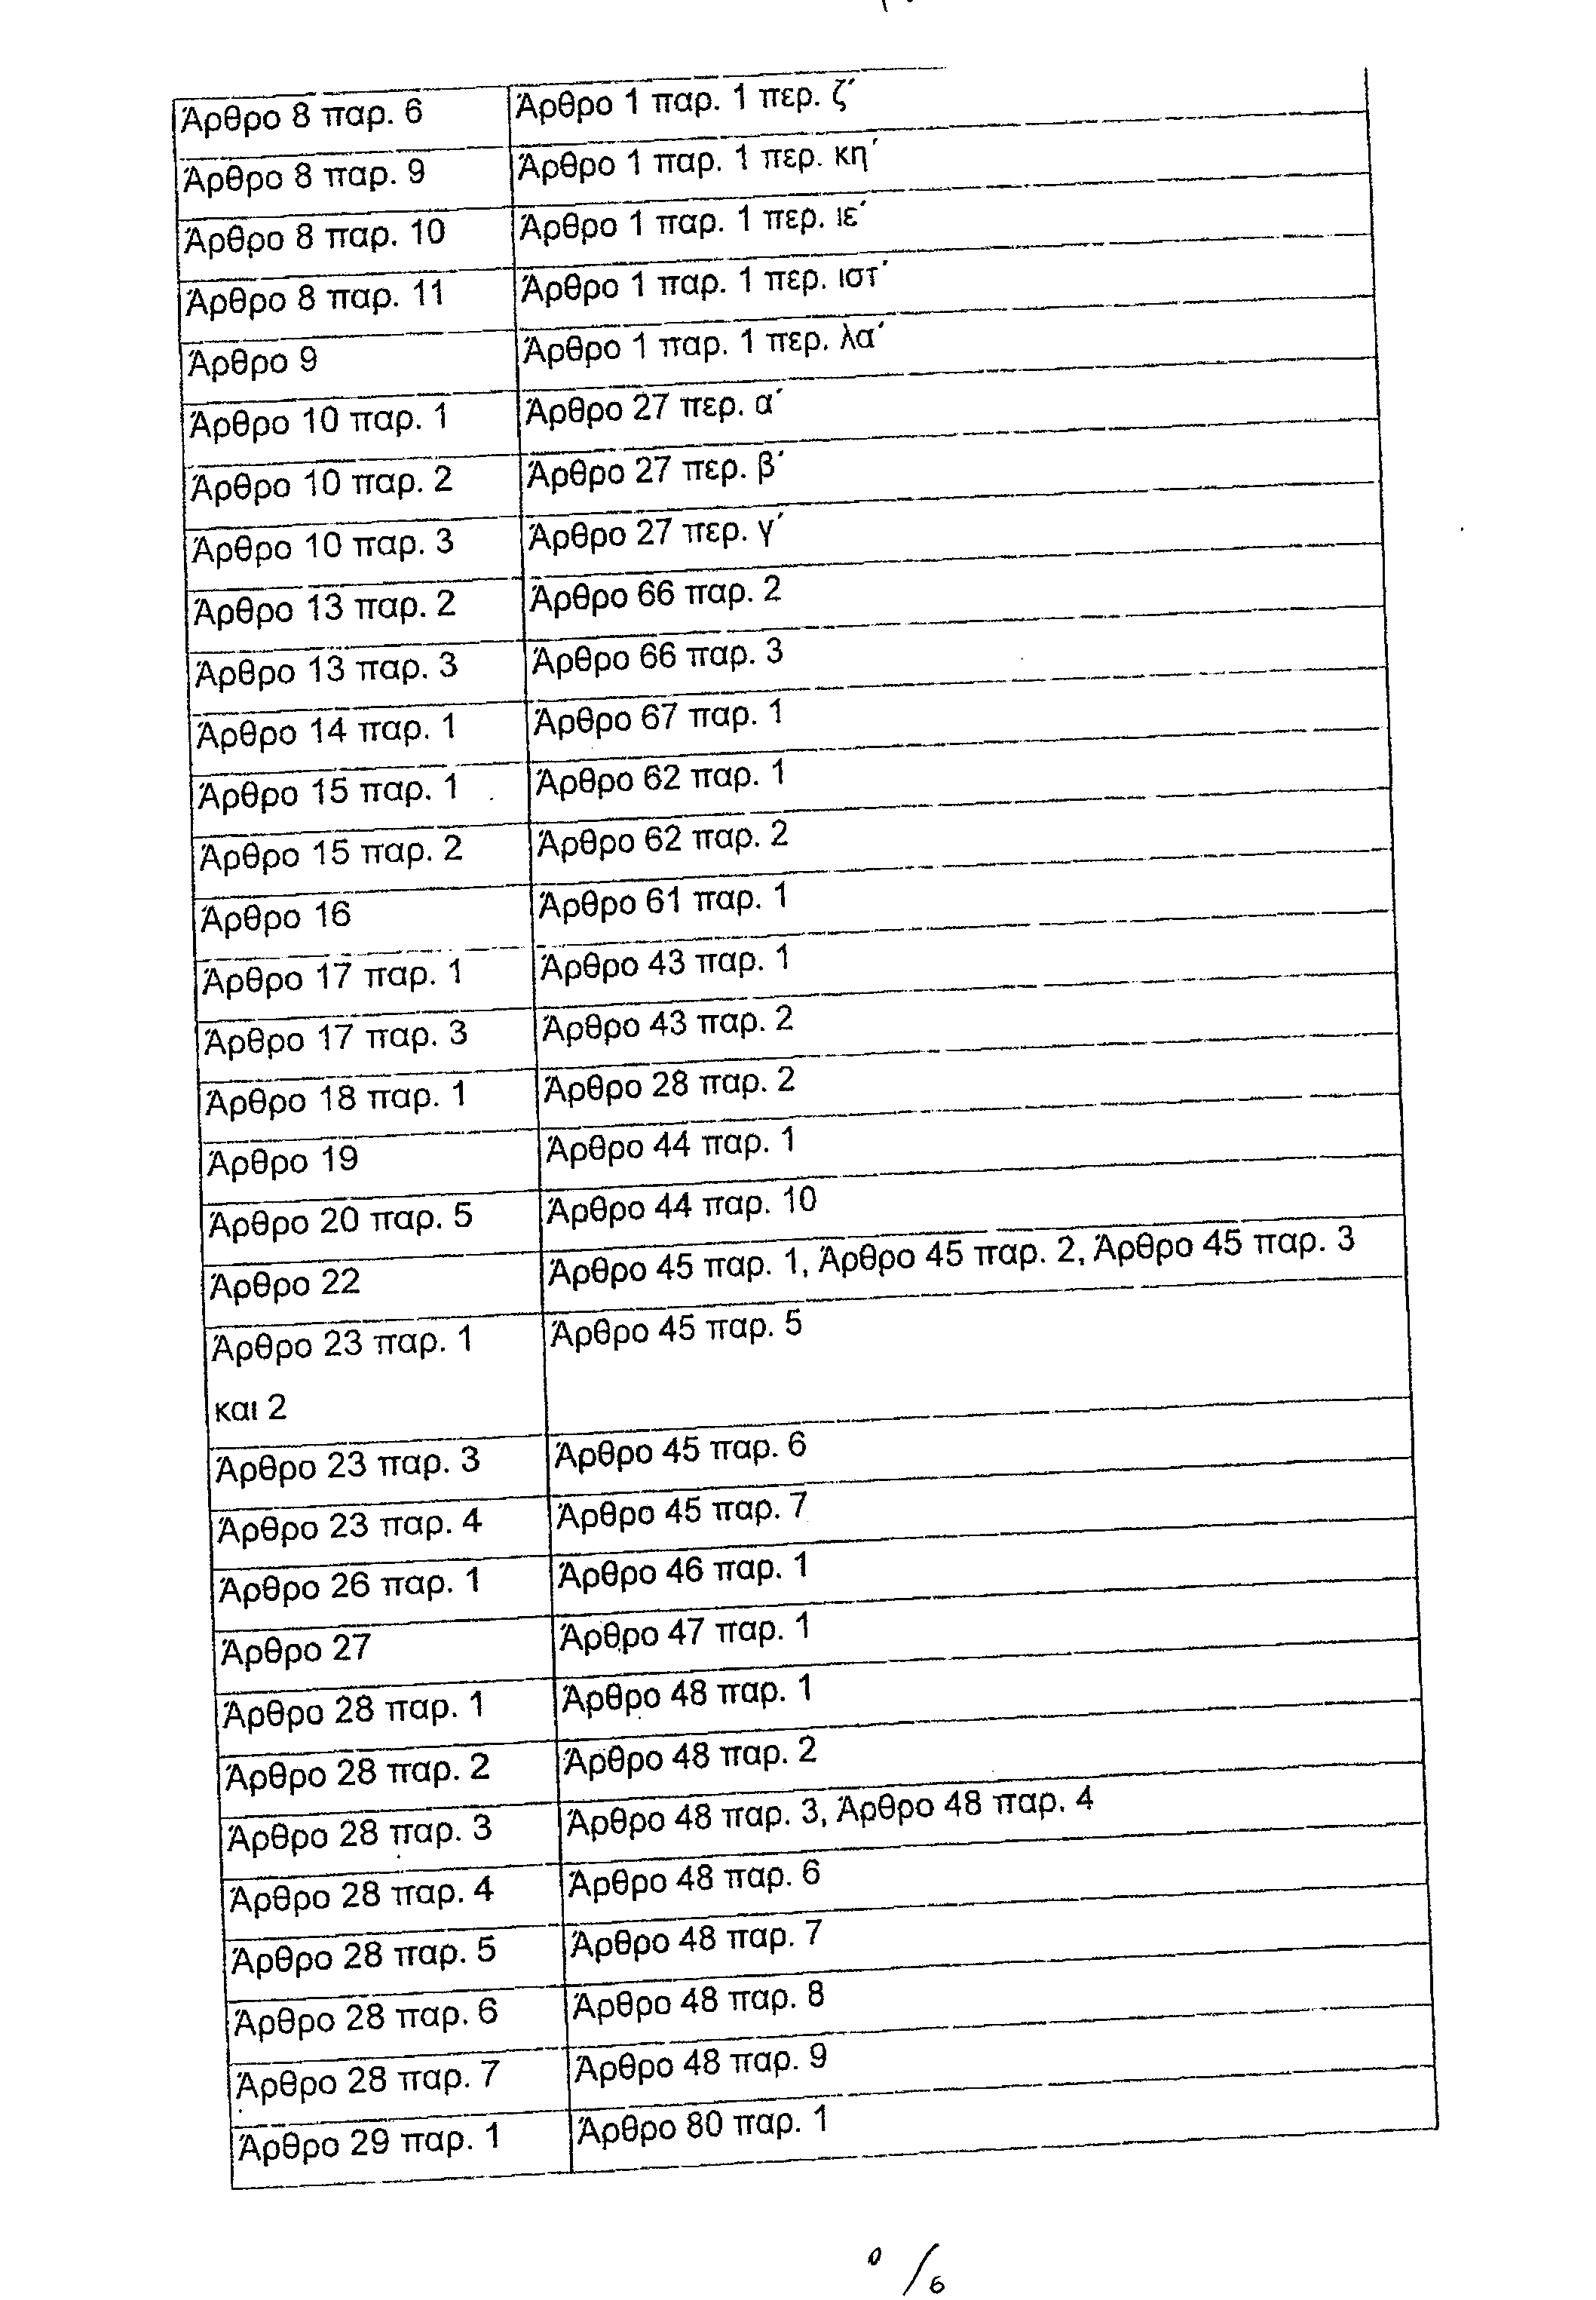 Άρθρο 8 παρ. 6 Άρθρο 1 παρ. 1 περ. ζ΄
Άρθρο 8 παρ. 9 Άρθρο 1 παρ. 1 περ. κη΄
Άρθρο 8 παρ. 10 Άρθρο 1 παρ. 1 περ. ιε΄
Άρθρο 8 παρ. 11 Άρθρο 1 παρ. 1 περ. ιστ΄
Άρθρο 9 Άρθρο 1 παρ. 1 περ. λα΄
Άρθρο 10 παρ. 1 Άρθρο 27 περ. α΄
Άρθρο 10 παρ. 2 Άρθρο 27 περ. β΄
Άρθρο 10 παρ. 3 Άρθρο 27 περ. γ΄
Άρθρο 13 παρ. 2 Άρθρο 66 παρ. 2
Άρθρο 13 παρ. 3 Άρθρο 66 παρ. 3
Άρθρο 14 παρ. 1 Άρθρο 67 παρ. 1
Άρθρο 15 παρ. 1 Άρθρο 62 παρ. 1
Άρθρο 15 παρ. 2 Άρθρο 62 παρ. 2
Άρθρο 16 Άρθρο 61 παρ. 1
Άρθρο 17 παρ. 1 Άρθρο 43 παρ. 1
Άρθρο 17 παρ. 3 Άρθρο 43 παρ. 2
Άρθρο 18 παρ. 1 Άρθρο 28 παρ. 2
Άρθρο 19 Άρθρο 44 παρ. 1
Άρθρο 20 παρ. 5 Άρθρο 44 παρ. 10
Άρθρο 22 Άρθρο 45 παρ. 1, Άρθρο 45 παρ. 2, Άρθρο 45 παρ. 3
Άρθρο 23 παρ. 1 Άρθρο 45 παρ. 5
και 2
Άρθρο 23 παρ. 3 Άρθρο 45 παρ. 6
Άρθρο 23 παρ. 4 Άρθρο 45 παρ. 7
Άρθρο 26 παρ. 1 Άρθρο 46 παρ. 1
Άρθρο 27 Άρθρο 47 παρ. 1
Άρθρο 28 παρ. 1 Άρθρο 48 παρ. 1
Άρθρο 28 παρ. 2 Άρθρο 48 παρ. 2
Άρθρο 28 παρ. 3 Άρθρο 48 παρ. 3, Άρθρο 48 παρ. 4
Άρθρο 28 παρ. 4 Άρθρο 48 παρ. 6
Άρθρο 28 παρ. 5 Άρθρο 48 παρ. 7
Άρθρο 28 παρ. 6 Άρθρο 48 παρ. 8
Άρθρο 28 παρ. 7 Άρθρο 48 παρ. 9
Άρθρο 29 παρ. 1 Άρθρο 80 παρ. 1